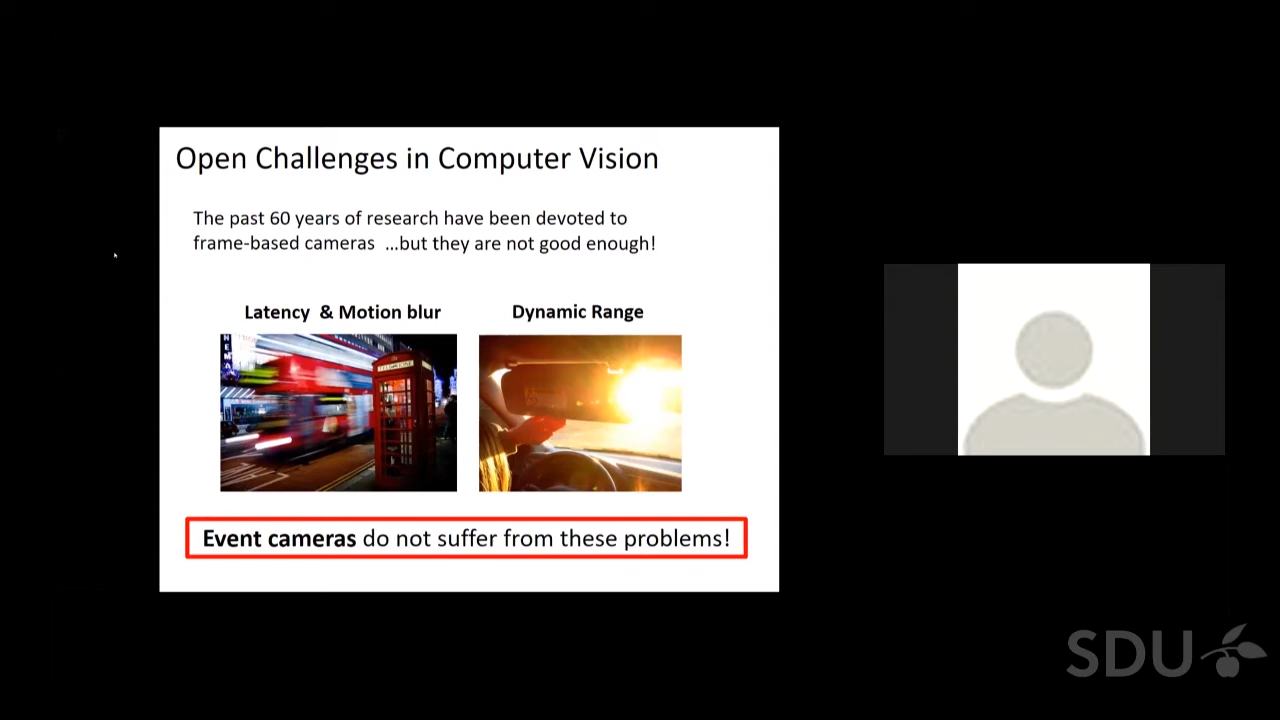 Open Challenges in Computer Vision
The past 60 years of research have been devoted to
frame-based cameras ...but they are not good enough!
Latency & Motion blur
Dynamic Range
TELEPHONE
Event cameras do not suffer from these problems!
SDU